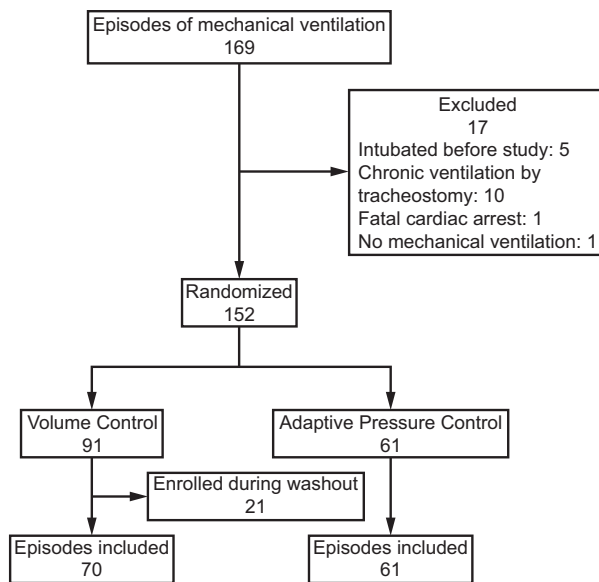 Episodes of mechanical ventilation
169
Excluded
17
Intubated before study: 5
Chronic ventilation by
tracheostomy: 10
Fatal cardiac arrest: 1
No mechanical ventilation: 1
Randomized
152
Volume Control
91
Adaptive Pressure Control
61
Enrolled during washout
21
Episodes included
70
Episodes included
61